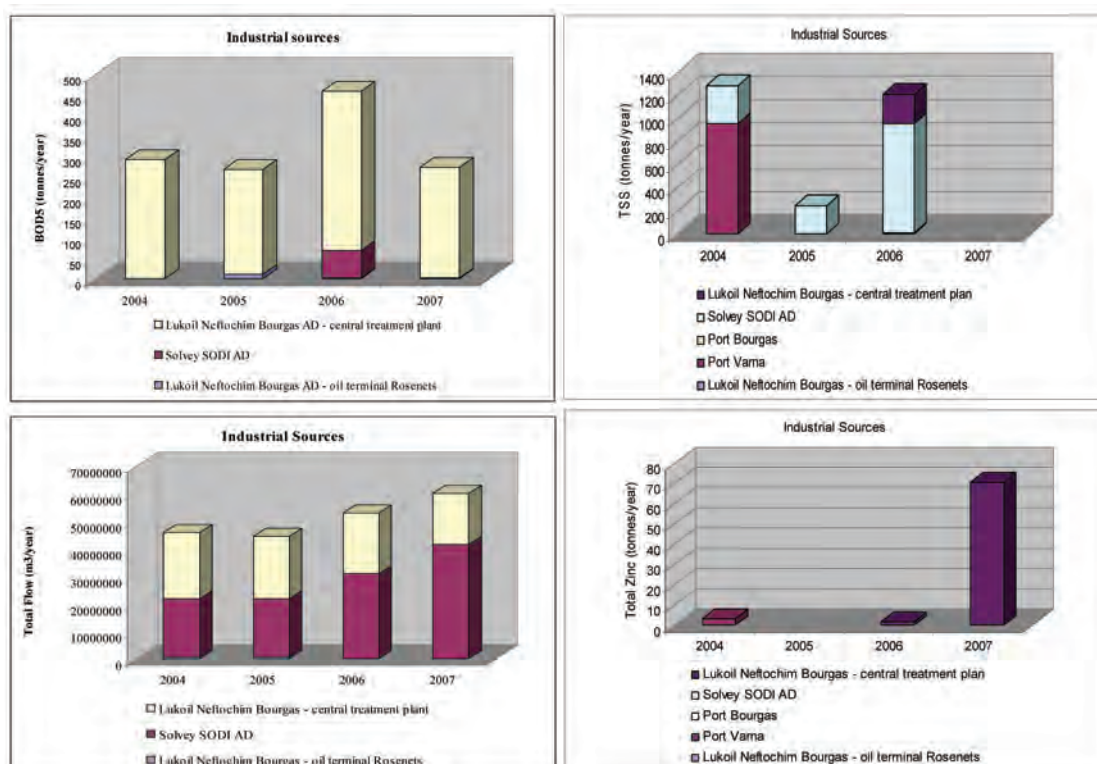 Industrial sources
BOD5 (tonnes/year)
500
450
400
350
300
250
200
150
100
50
0
2004
2005
2006
2007
Lukoil Neftochim Bourgas AD - central treatment plant
Solvey SODI AD
Lukoil Neftochim Bourgas AD - oil terminal Rosenets
Industrial Sources
TSS (tonnes/year)
1400
1200
1000
800
600
400
200
0
2004
2005
2006
2007
Lukoil Neftochim Bourgas - central treatment plan
Solvey SODI AD
Port Bourgas
Port Varna
Lukoil Neftochim Bourgas - oil terminal Rosenets
Industrial Sources
Total Flow (m3/year)
70000000
60000000
50000000
40000000
30000000
20000000
10000000
0
2004
2005
2006
2007
Lukoil Neftochim Bourgas - central treatment plant
Solvey SODI AD
Lukoil Neftochim Bourgas - oil terminal Rosenets
Industrial Sources
Total Zinc (tonnes/year)
80
70
60
50
40
30
20
10
0
2004
2005
2006
2007
Lukoil Neftochim Bourgas - central treatment plan
Solvey SODI AD
Port Bourgas
Port Varna
Lukoil Neftochim Bourgas - oil terminal Rosenets